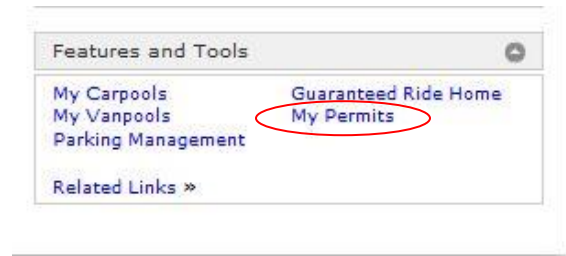 Features and Tools
My Carpools Guaranteed Ride Home
My Vanpools My Permits
Parking Management
Related Links »